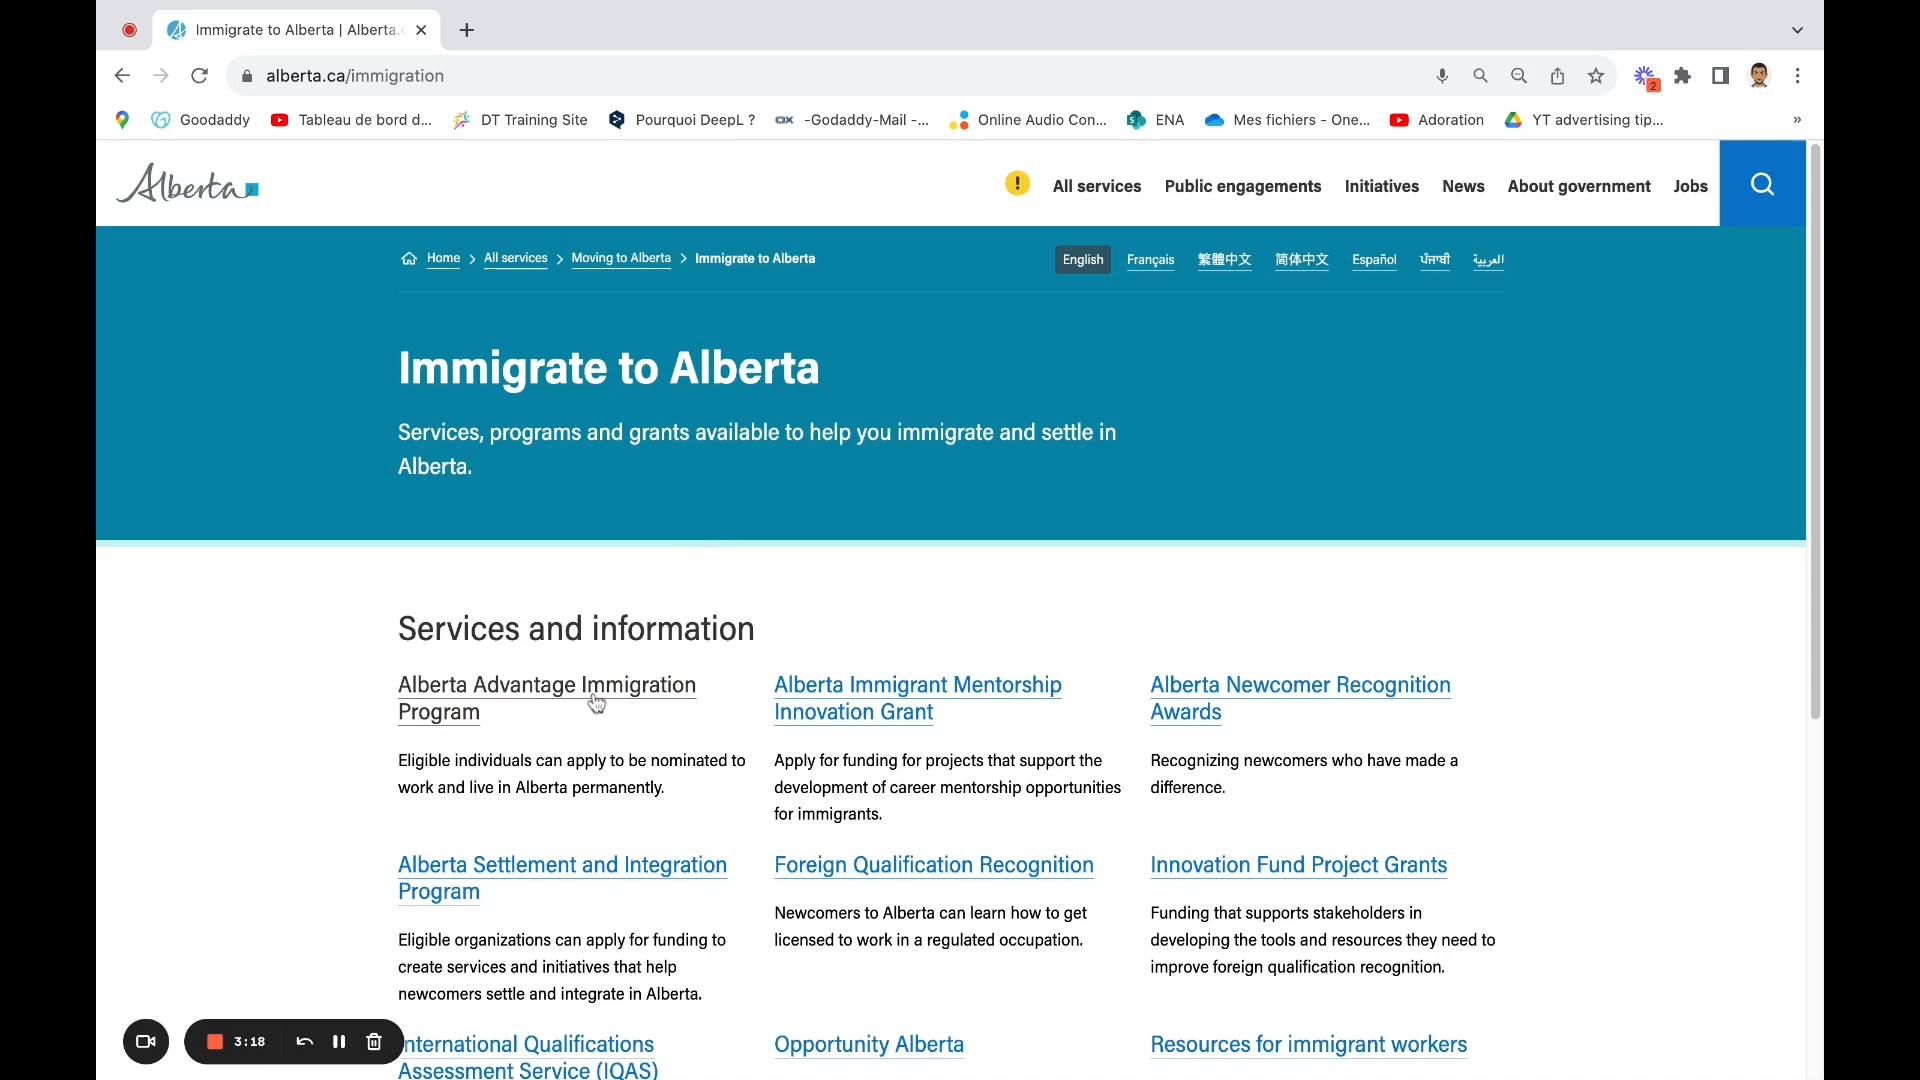 Immigrate to Alberta | Alberta.c
alberta.ca/immigration
2
Goodaddy
Tableau de bord d...
DT Training Site
Pourquoi DeepL ?
-Godaddy-Mail -...
Online Audio Con...
ENA
Mes fichiers - One...
Adoration
YT advertising tip...
»
Alberta
!
All services
Public engagements
Initiatives
News
About government
Jobs
Home > All services > Moving to Alberta > Immigrate to Alberta
English
Français
繁體中文
简体中文
Español
ਪੰਜਾਬੀ
العربية
Immigrate to Alberta
Services, programs and grants available to help you immigrate and settle in
Alberta.
Services and information
Alberta Advantage Immigration
Program
Eligible individuals can apply to be nominated to
work and live in Alberta permanently.
Alberta Immigrant Mentorship
Innovation Grant
Apply for funding for projects that support the
development of career mentorship opportunities
for immigrants.
Alberta Newcomer Recognition
Awards
Recognizing newcomers who have made a
difference.
Alberta Settlement and Integration
Program
Eligible organizations can apply for funding to
create services and initiatives that help
newcomers settle and integrate in Alberta.
Foreign Qualification Recognition
Newcomers to Alberta can learn how to get
licensed to work in a regulated occupation.
Innovation Fund Project Grants
Funding that supports stakeholders in
developing the tools and resources they need to
improve foreign qualification recognition.
3:18
nternational Qualifications
Assessment Service (IQAS)
Opportunity Alberta
Resources for immigrant workers